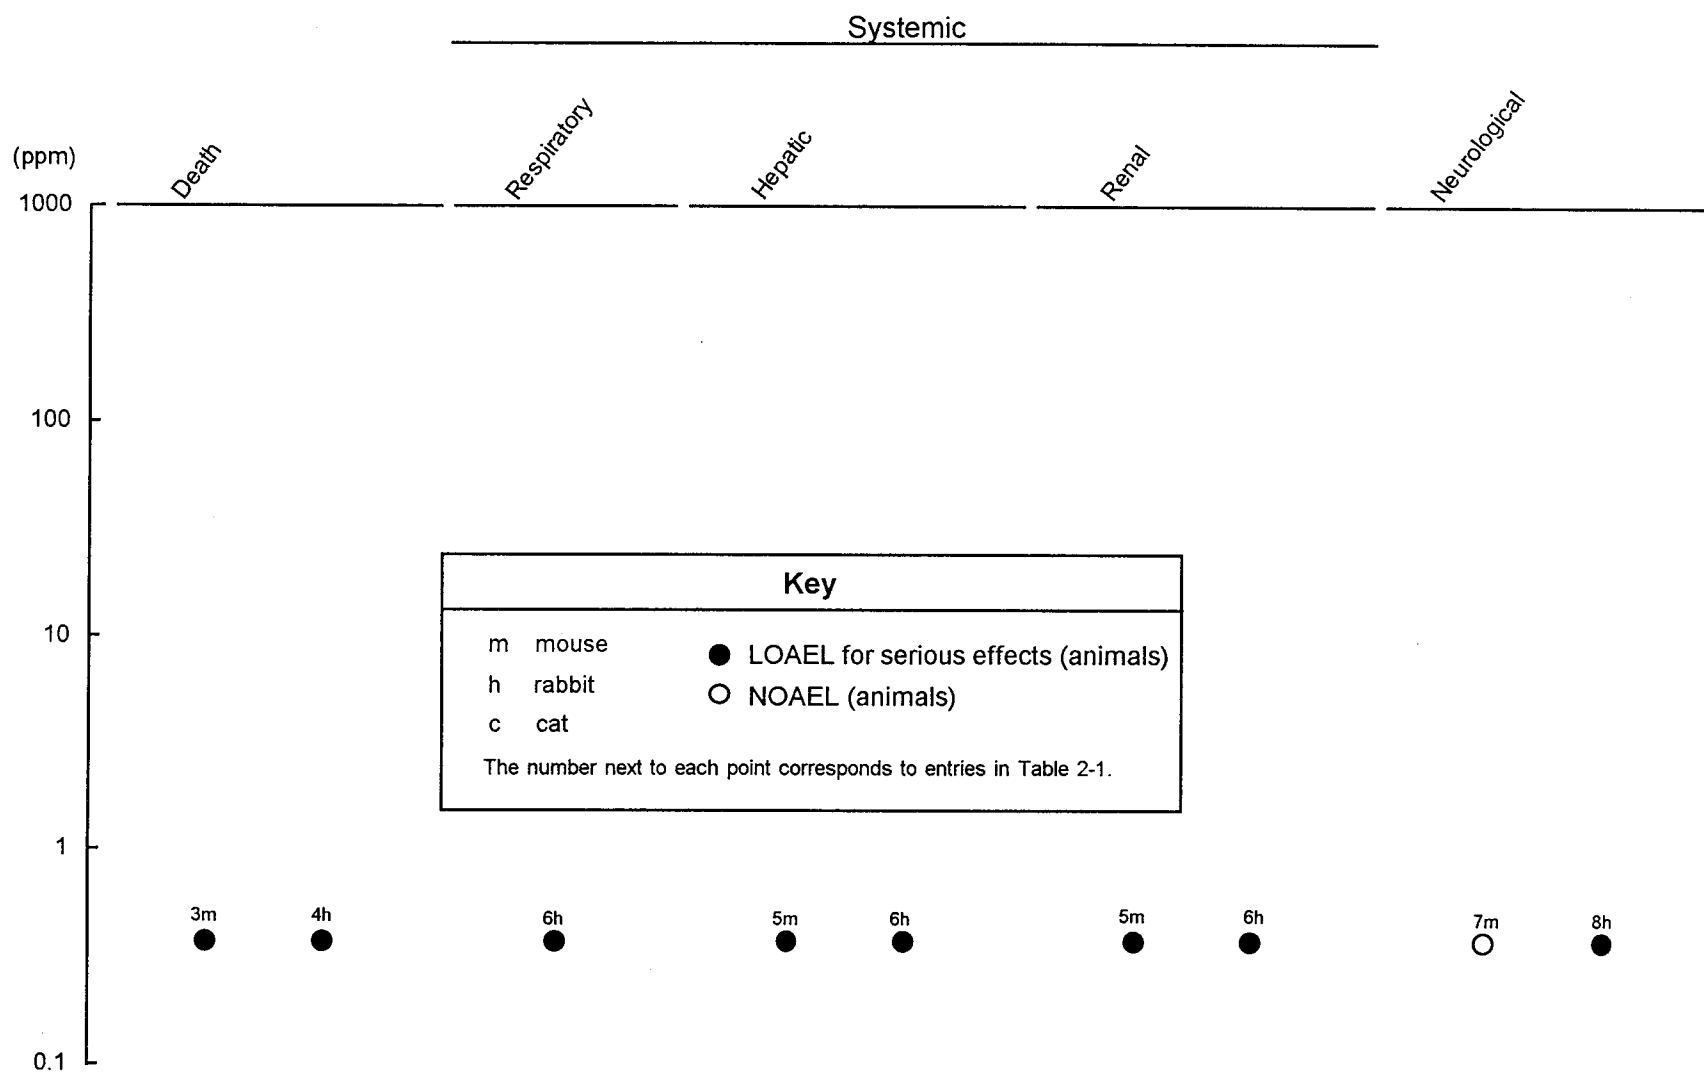 Systemic
(ppm)
Death
Respiratory
Hepatic
Renal
Neurological
1000
100
10
1
0.1
Key
m mouse
h rabbit
c cat
● LOAEL for serious effects (animals)
○ NOAEL (animals)
The number next to each point corresponds to entries in Table 2-1.
3m 4h 6h 5m 6h 5m 6h 7m 8h